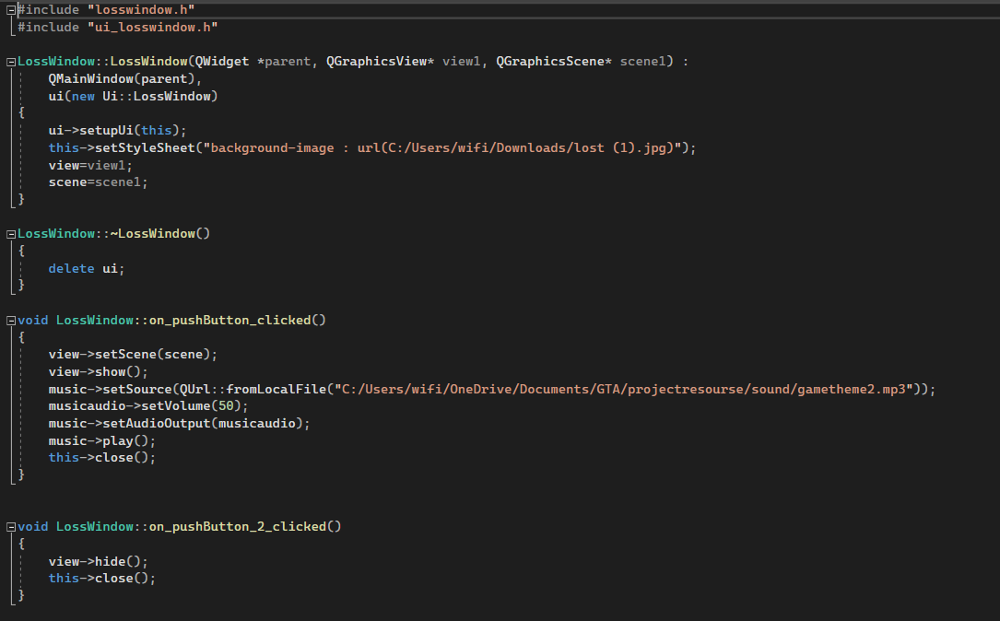 #include "losswindow.h"
#include "ui_losswindow.h"
LossWindow::LossWindow(QWidget *parent, QGraphicsView* view1, QGraphicsScene* scene1) :
    QMainWindow(parent),
    ui(new Ui::LossWindow)
{
    ui->setupUi(this);
    this->setStyleSheet("background-image : url(C:/Users/wifi/Downloads/lost (1).jpg)");
    view=view1;
    scene=scene1;
}
LossWindow::~LossWindow()
{
    delete ui;
}
void LossWindow::on_pushButton_clicked()
{
    view->setScene(scene);
    view->show();
    music->setSource(QUrl::fromLocalFile("C:/Users/wifi/OneDrive/Documents/GTA/projectresourse/sound/gametheme2.mp3"));
    musicaudio->setVolume(50);
    music->setAudioOutput(musicaudio);
    music->play();
    this->close();
}
void LossWindow::on_pushButton_2_clicked()
{
    view->hide();
    this->close();
}